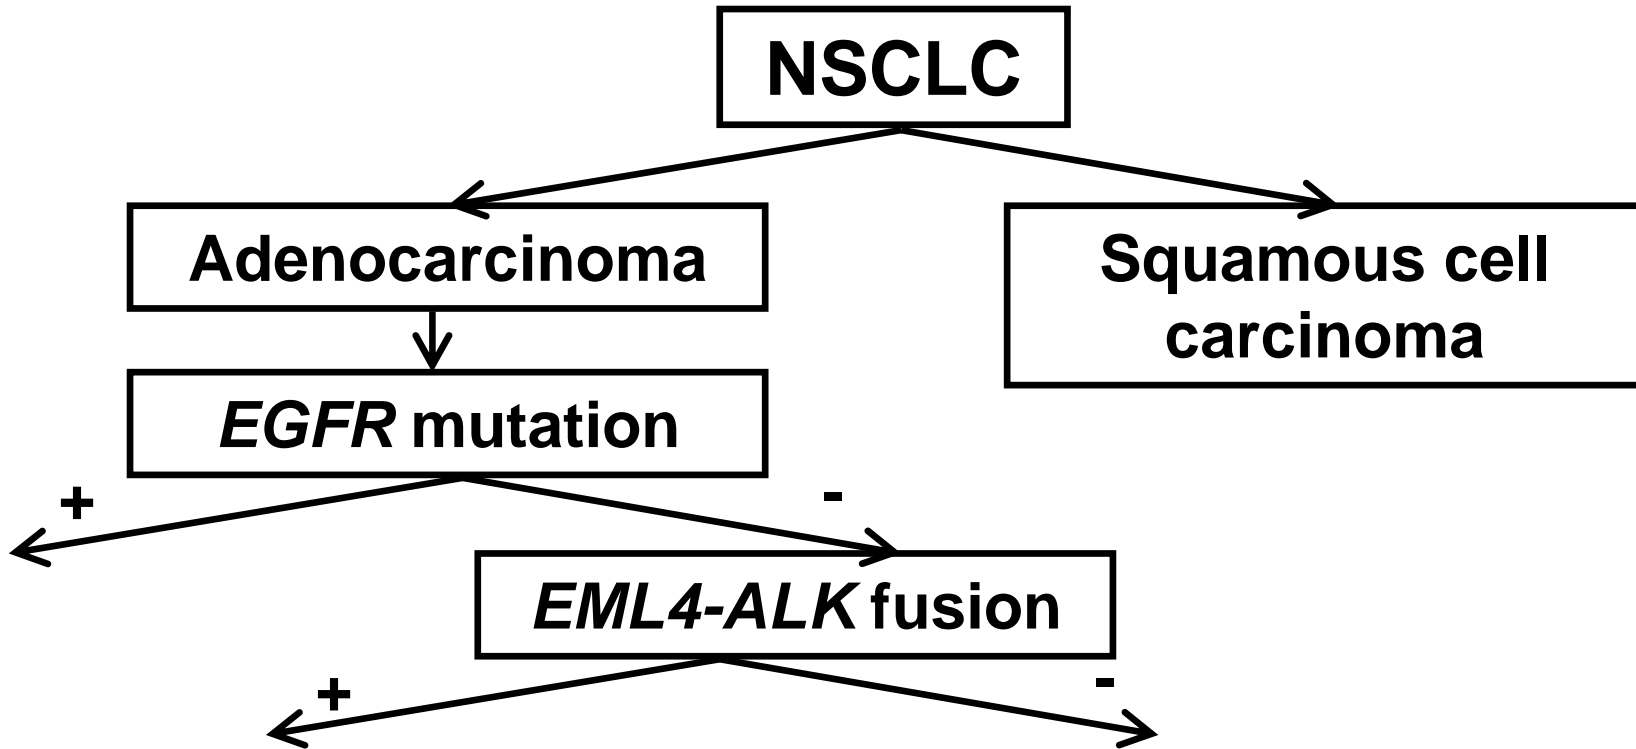 NSCLC
Adenocarcinoma
Squamous cell
carcinoma
EGFR mutation
+
-
EML4-ALK fusion
+
-